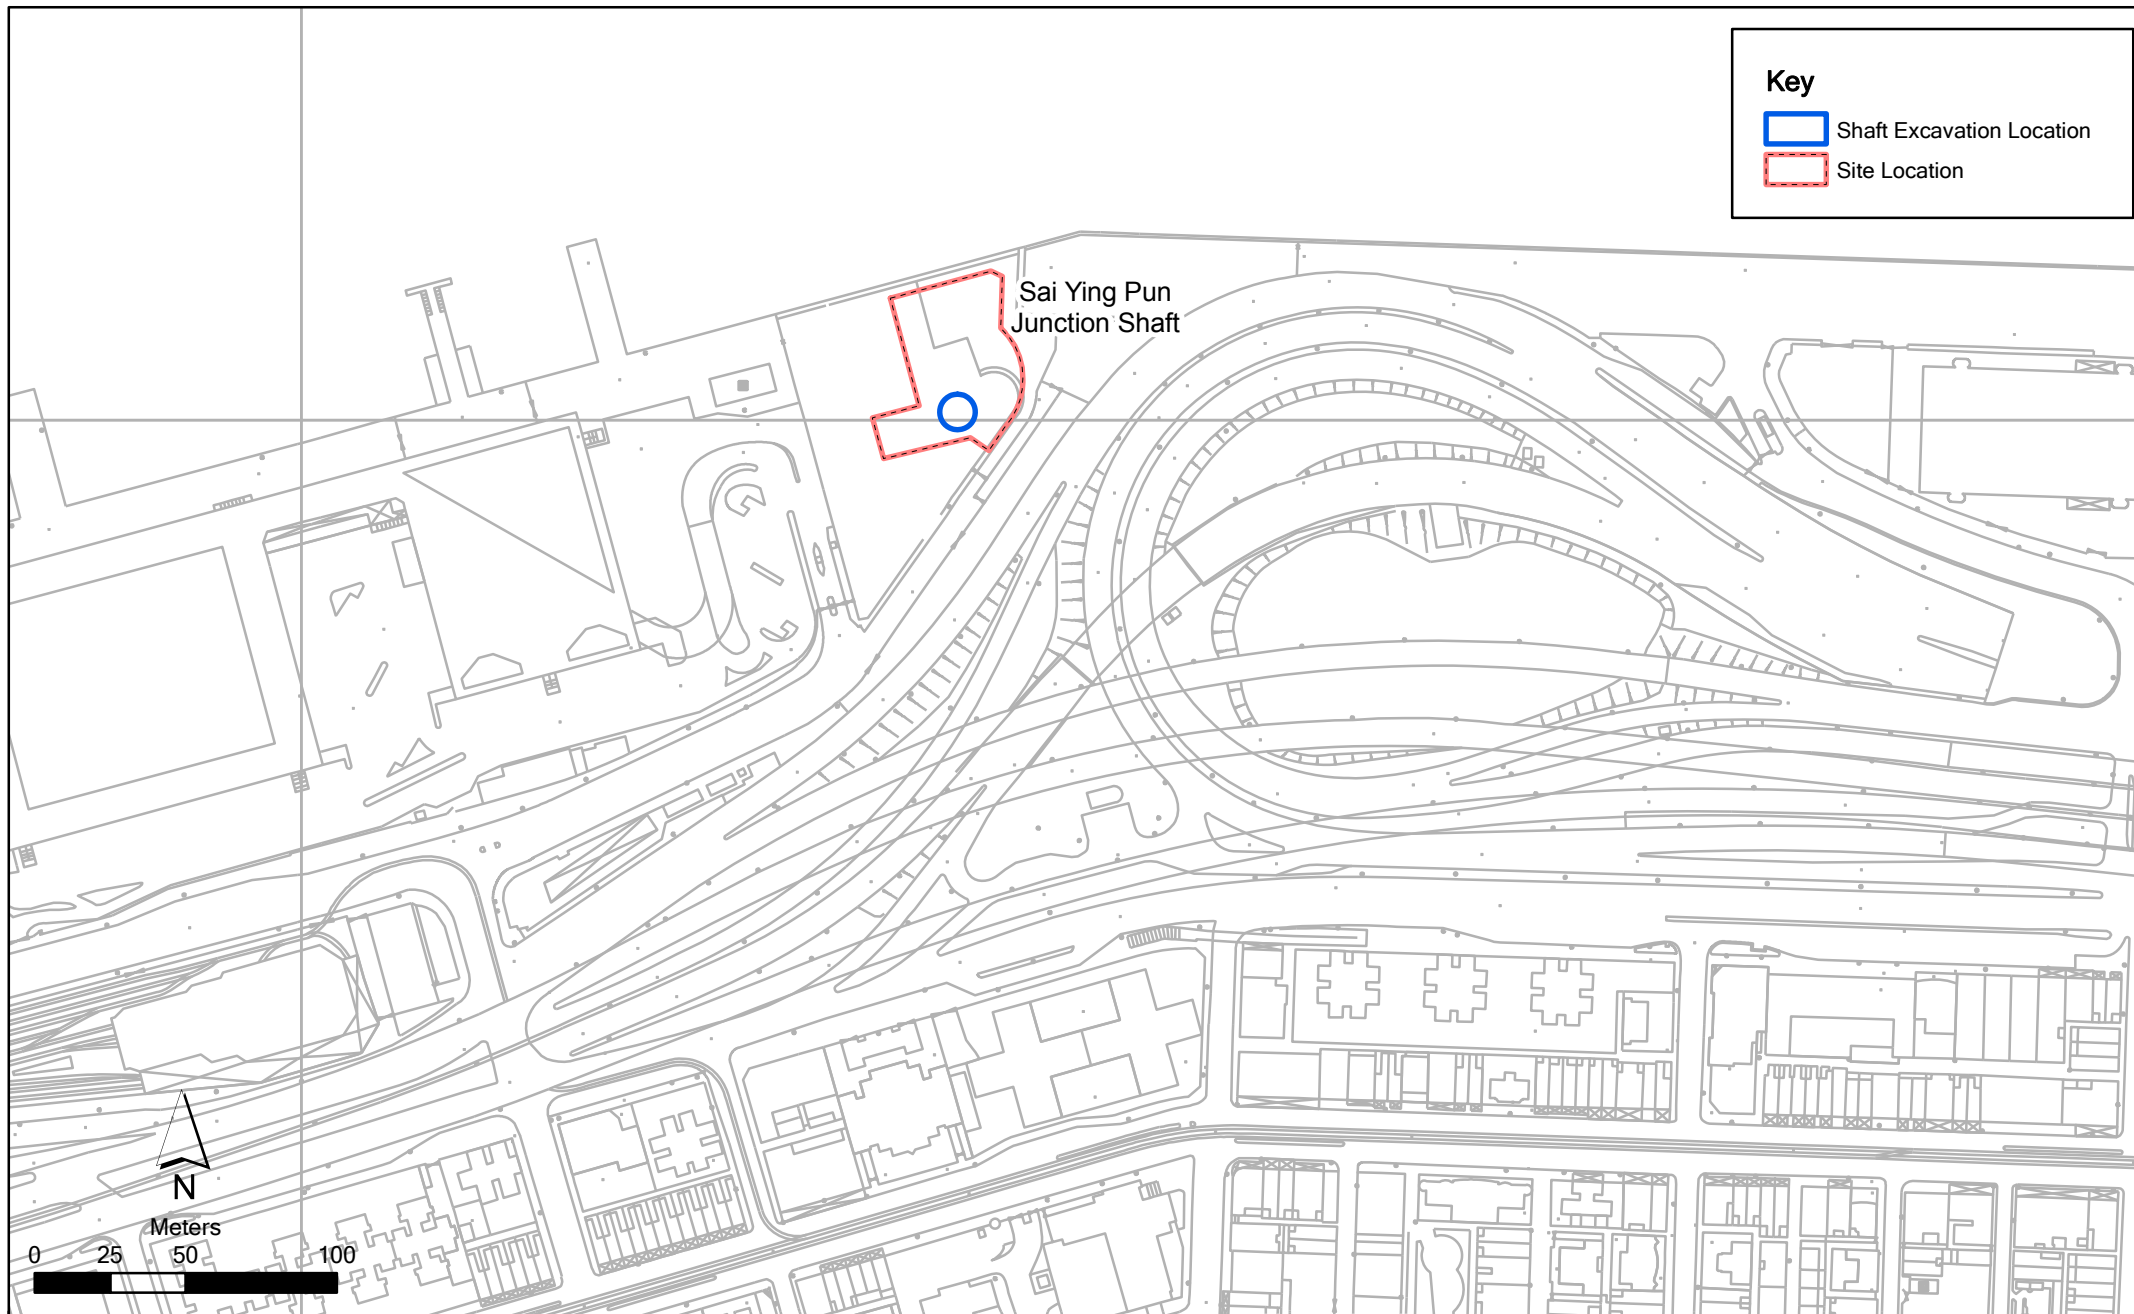 Key
Shaft Excavation Location
Site Location
Sai Ying Pun
Junction Shaft
N
Meters
0 25 50 100